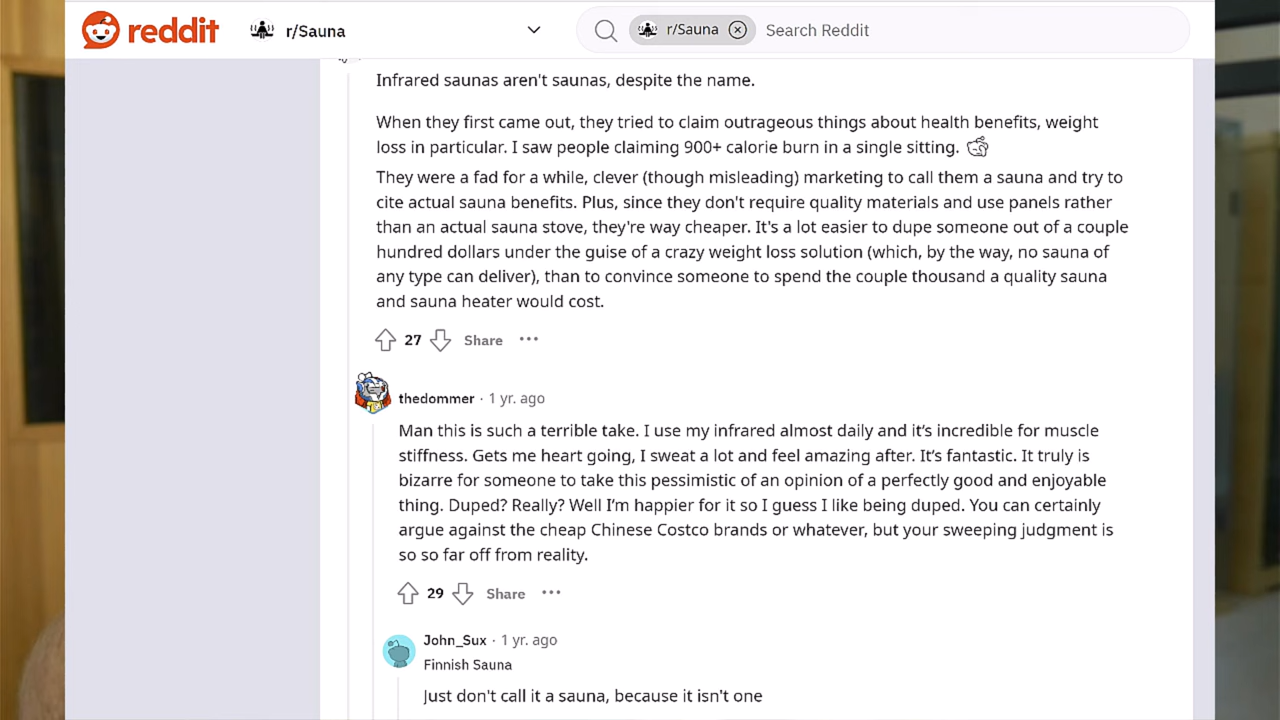 reddit
r/Sauna
r/Sauna
Search Reddit
Infrared saunas aren't saunas, despite the name.
When they first came out, they tried to claim outrageous things about health benefits, weight
loss in particular. I saw people claiming 900+ calorie burn in a single sitting.
They were a fad for a while, clever (though misleading) marketing to call them a sauna and try to
cite actual sauna benefits. Plus, since they don't require quality materials and use panels rather
than an actual sauna stove, they're way cheaper. It's a lot easier to dupe someone out of a couple
hundred dollars under the guise of a crazy weight loss solution (which, by the way, no sauna of
any type can deliver), than to convince someone to spend the couple thousand a quality sauna
and sauna heater would cost.
27 Share ...
thedommer · 1 yr. ago
Man this is such a terrible take. I use my infrared almost daily and it’s incredible for muscle
stiffness. Gets me heart going, I sweat a lot and feel amazing after. It’s fantastic. It truly is
bizarre for someone to take this pessimistic of an opinion of a perfectly good and enjoyable
thing. Duped? Really? Well I’m happier for it so I guess I like being duped. You can certainly
argue against the cheap Chinese Costco brands or whatever, but your sweeping judgment is
so so far off from reality.
29 Share ...
John_Sux · 1 yr. ago
Finnish Sauna
Just don't call it a sauna, because it isn't one